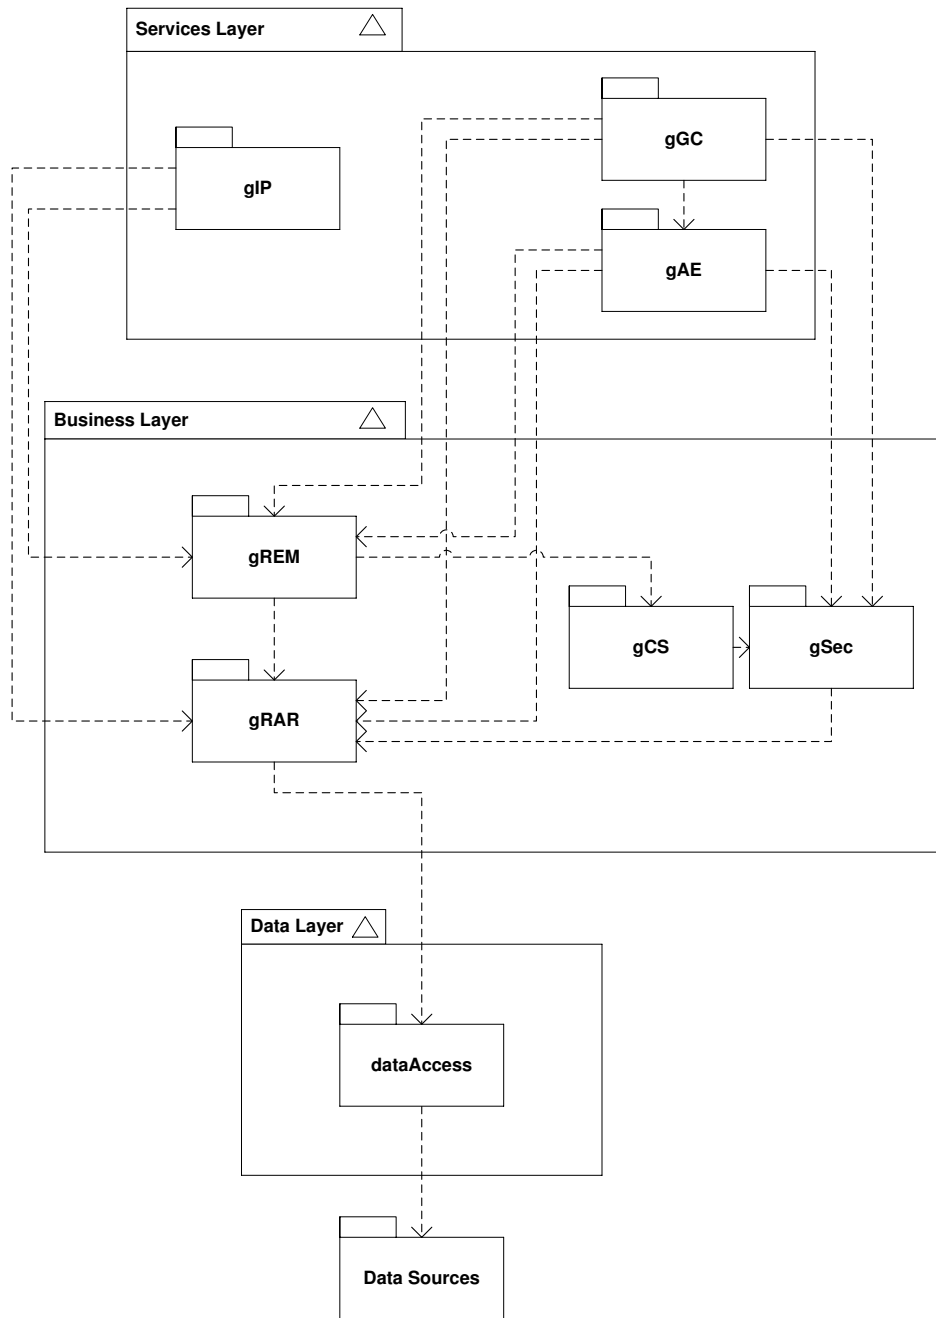 Services Layer
gGC
gIP
gAE
Business Layer
gREM
gCS
gSec
gRAR
Data Layer
dataAccess
Data Sources